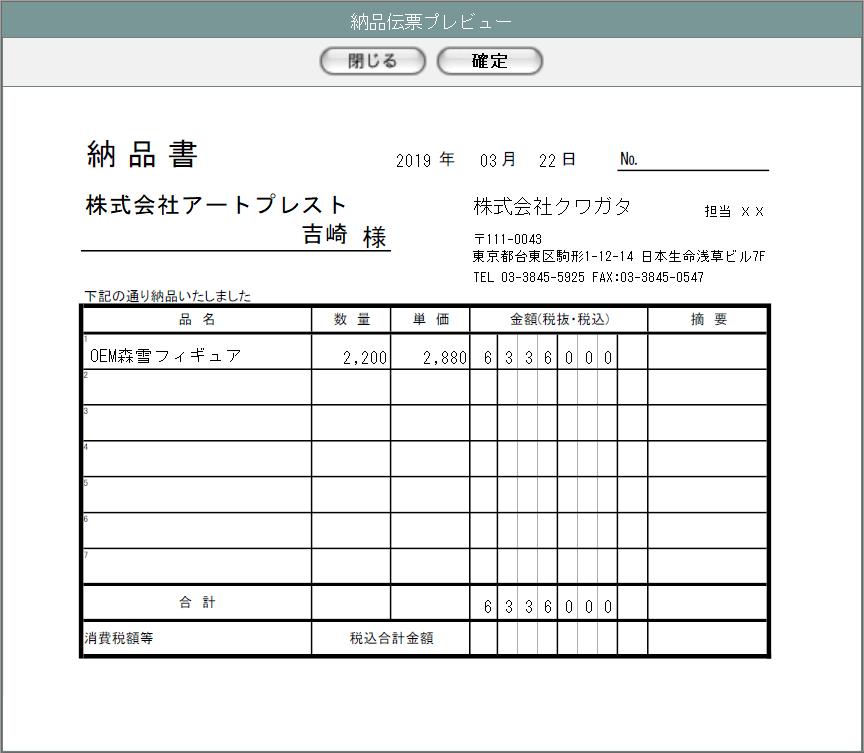 納品伝票プレビュー
閉じる 確定
納品書 2019 年 03 月 22 日 No.
株式会社アートプレスト 株式会社クワガタ 担当 ××
吉崎 様
〒111-0043
東京都台東区駒形1-12-14 日本生命浅草ビル7F
TEL 03-3845-5925 FAX:03-3845-0547
下記の通り納品いたしました
品名 数量 単価 金額(税抜・税込) 摘要
1 OEM森雪フィギュア 2,200 2,880 6 3 3 6 0 0 0
2
3
4
5
6
7
合計 6 3 3 6 0 0 0
消費税額等 税込合計金額